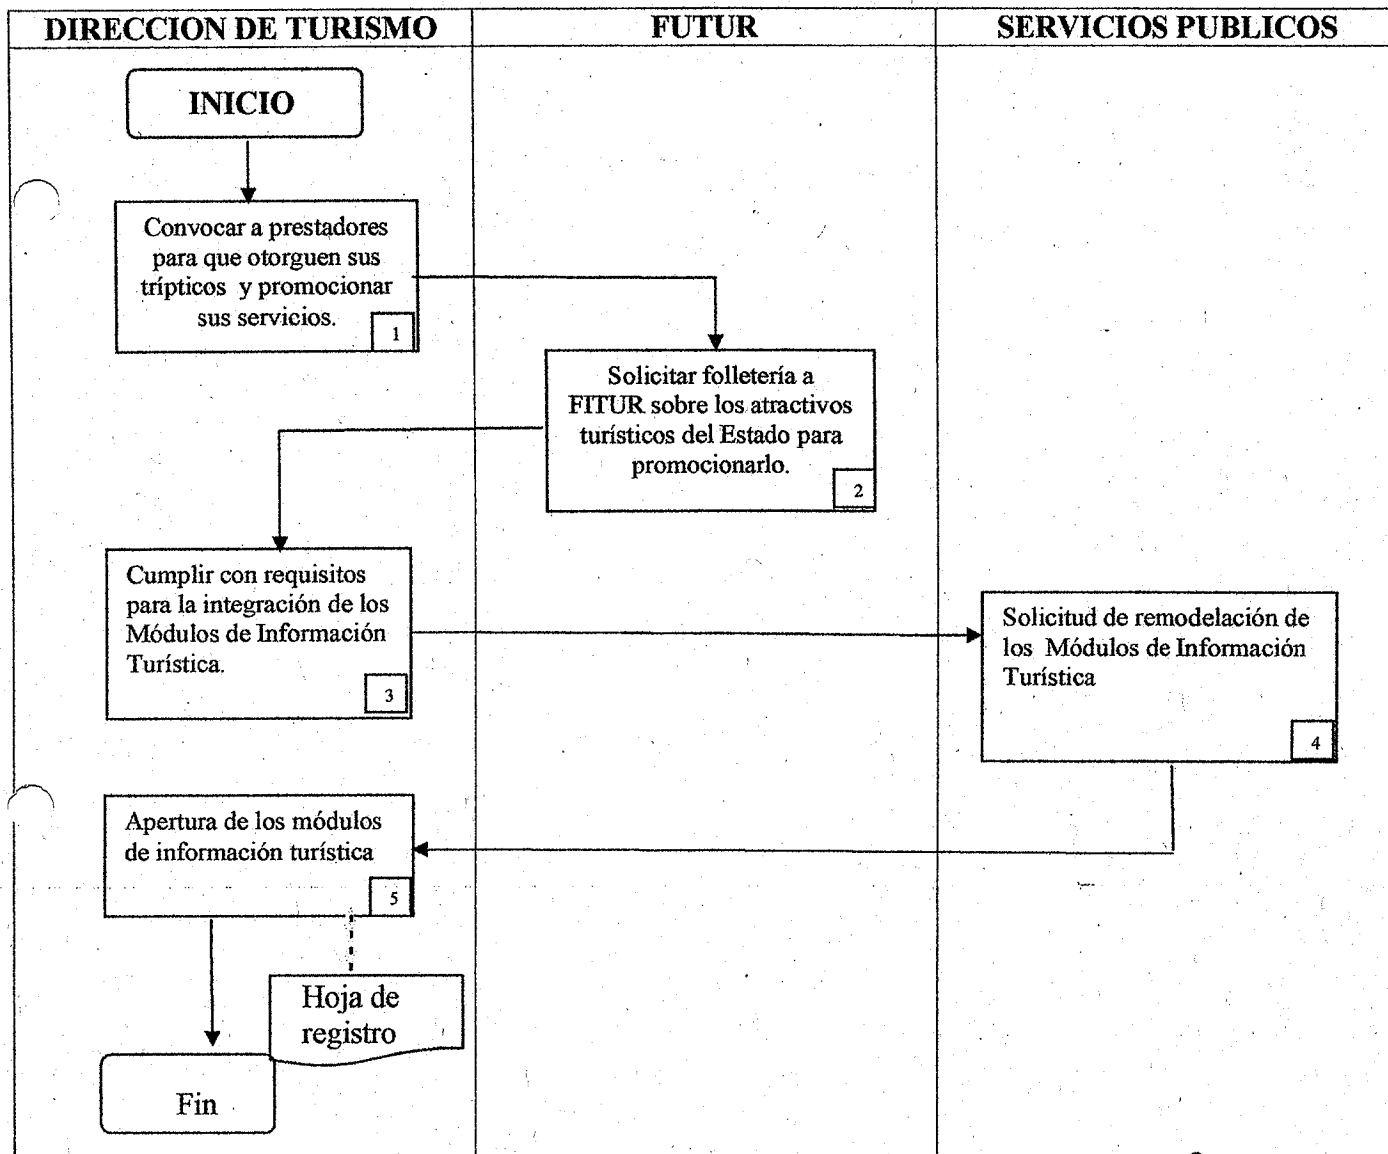 DIRECCION DE TURISMO
FUTUR
SERVICIOS PUBLICOS
INICIO
Convocar a prestadores
para que otorguen sus
trípticos y promocionar
sus servicios.
1
Solicitar folletería a
FITUR sobre los atractivos
turísticos del Estado para
promocionarlo.
2
Cumplir con requisitos
para la integración de los
Módulos de Información
Turística.
3
Solicitud de remodelación de
los Módulos de Información
Turística
4
Apertura de los módulos
de información turística
5
Hoja de
registro
Fin